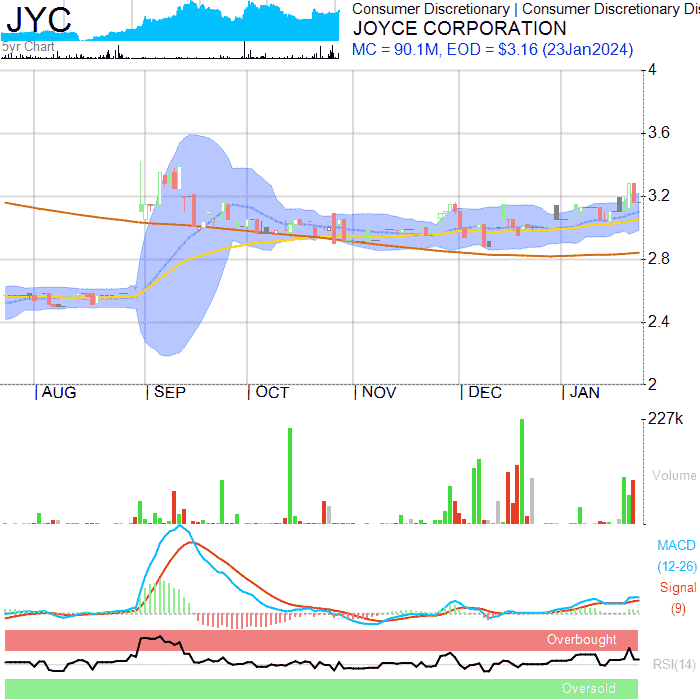 JYC
5yr Chart
Consumer Discretionary | Consumer Discretionary Dis
JOYCE CORPORATION
MC = 90.1M, EOD = $3.16 (23Jan2024)
4
3.6
3.2
2.8
2.4
2
|AUG |SEP |OCT |NOV |DEC |JAN
227k
Volume
MACD
(12-26)
Signal
(9)
Overbought
RSI(14)
Oversold